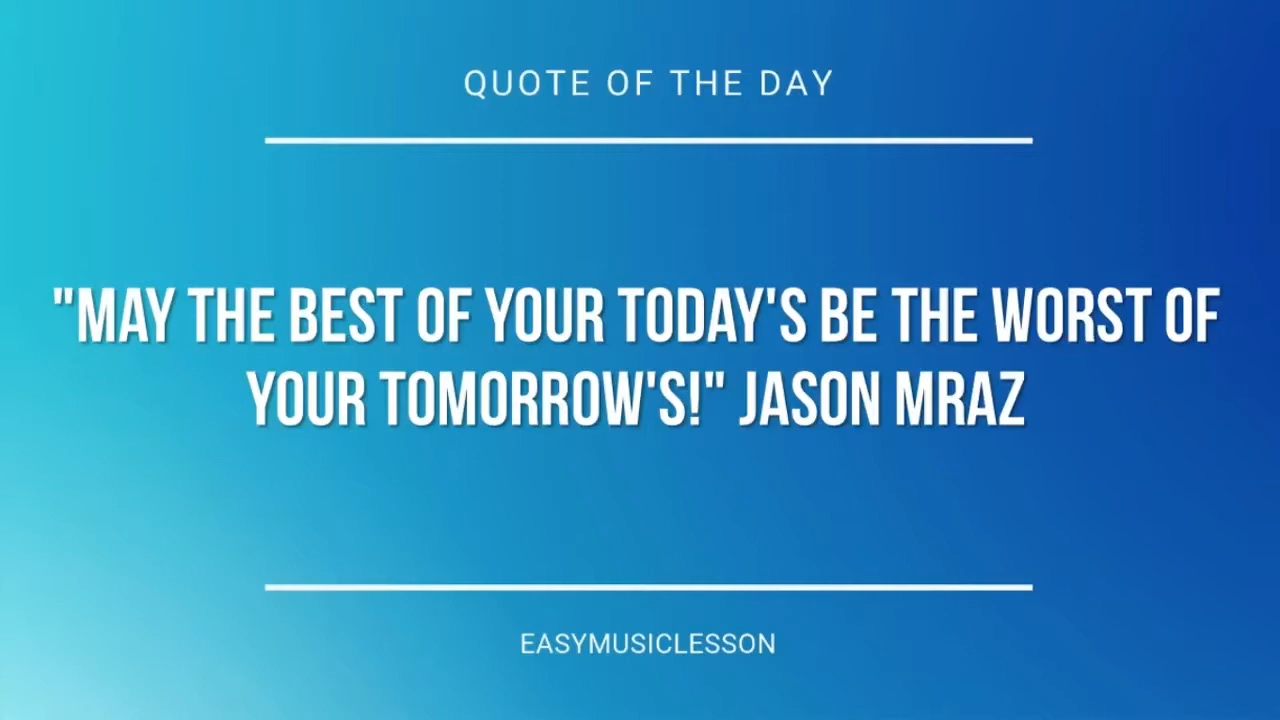 QUOTE OF THE DAY
"MAY THE BEST OF YOUR TODAY'S BE THE WORST OF
YOUR TOMORROW'S!" JASON MRAZ
EASYMUSICLESSON